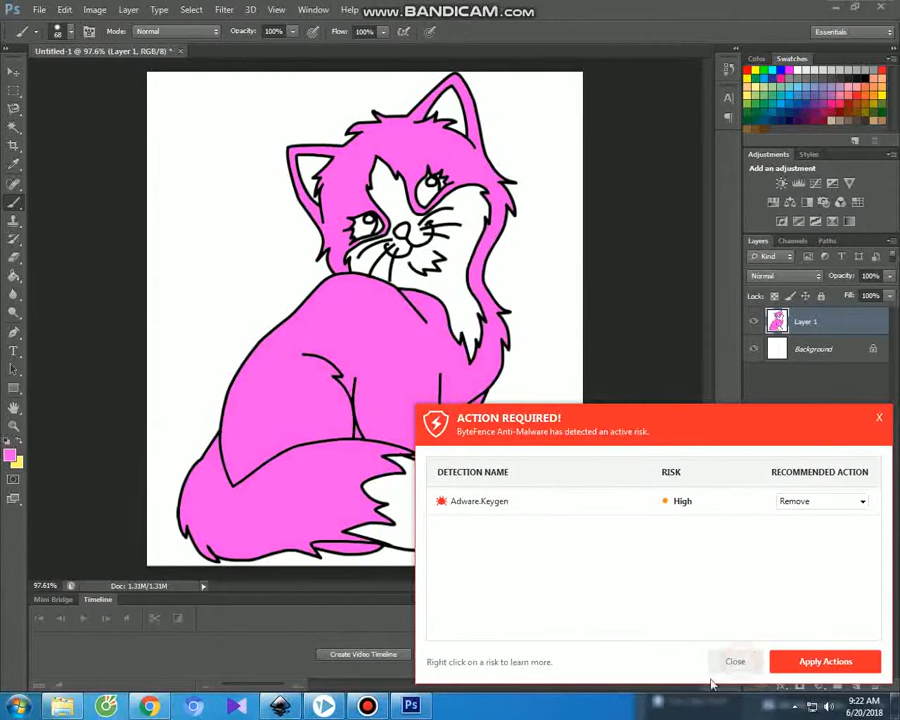 Ps File Edit Image Layer Type Select Filter 3D View Window Help
www.BANDICAM.com
68 Mode: Normal Opacity: 100% Flow: 100% Essentials
Untitled-1 @ 97.6% (Layer 1, RGB/8) * ×
Color Swatches
Adjustments Styles
Add an adjustment
Layers Channels Paths
Kind
Normal Opacity: 100%
Lock: Fill: 100%
Layer 1
Background
ACTION REQUIRED!
ByteFence Anti-Malware has detected an active risk.
X
DETECTION NAME RISK RECOMMENDED ACTION
Adware.Keygen High Remove
Right click on a risk to learn more. Close Apply Actions
97.61% Doc: 1.31M/1.31M
Mini Bridge Timeline
Create Video Timeline
Ps
9:22 AM
6/20/2018